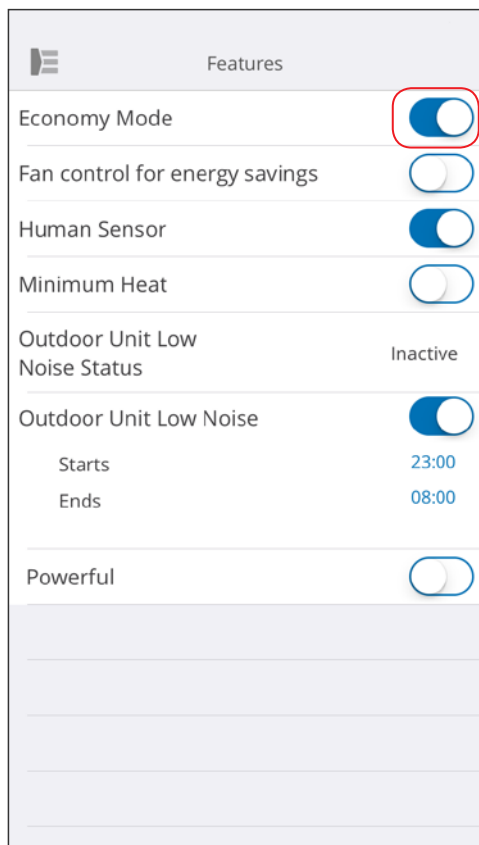 Features
Economy Mode
Fan control for energy savings
Human Sensor
Minimum Heat
Outdoor Unit Low
Noise Status
Inactive
Outdoor Unit Low Noise
Starts 23:00
Ends 08:00
Powerful